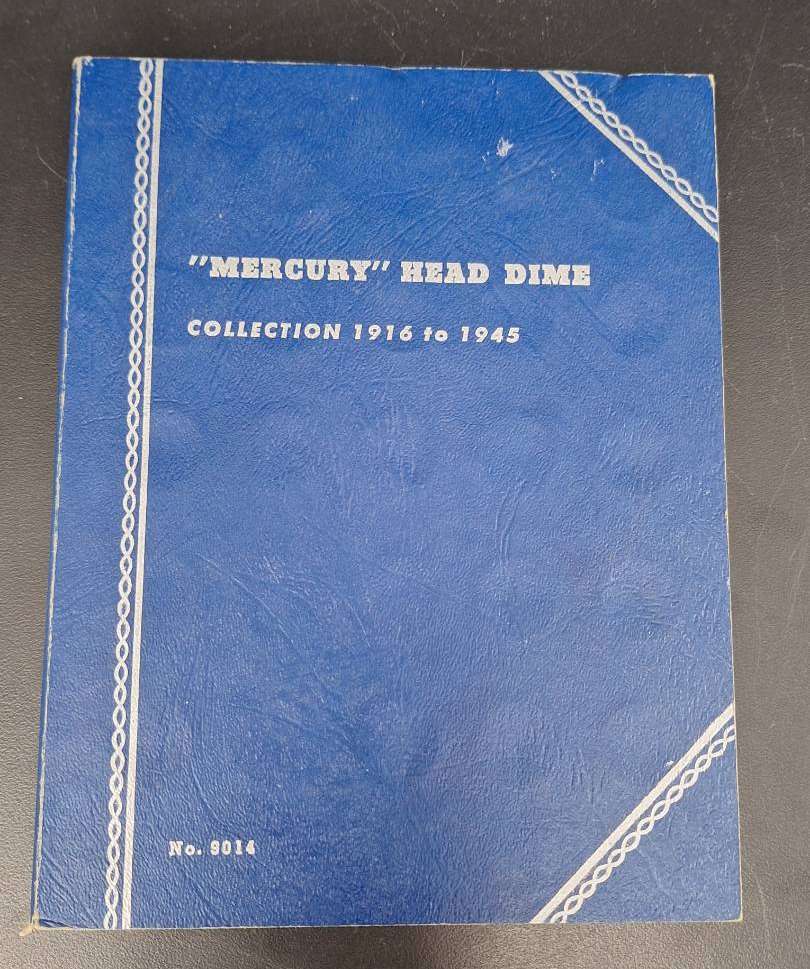 "MERCURY" HEAD DIME
COLLECTION 1916 to 1945
No. 9014